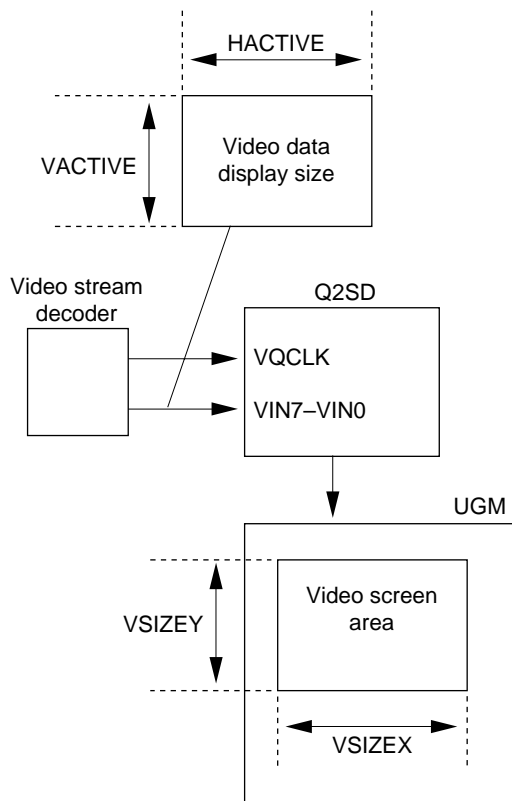 HACTIVE
VACTIVE
Video data
display size
Video stream
decoder
Q2SD
VQCLK
VIN7–VIN0
UGM
VSIZEY
Video screen
area
VSIZEX